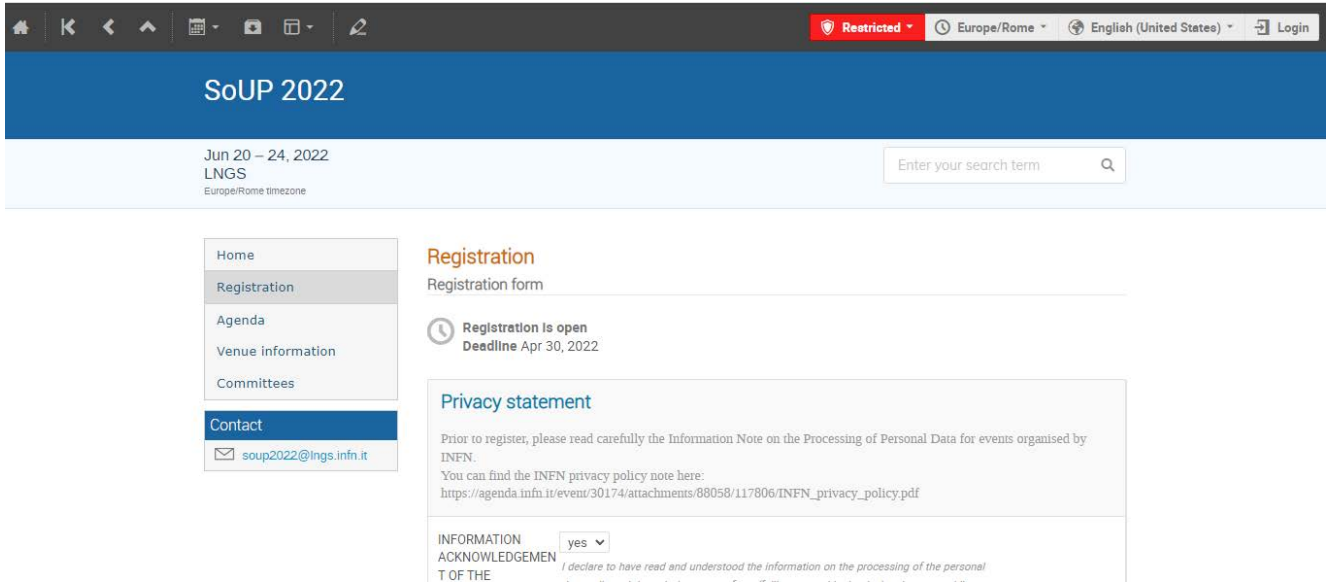 Restricted
Europe/Rome
English (United States)
Login
SoUP 2022
Jun 20 – 24, 2022
LNGS
Europe/Rome timezone
Enter your search term
Home
Registration
Agenda
Venue information
Committees
Contact
soup2022@lngs.infn.it
Registration
Registration form
Registration is open
Deadline Apr 30, 2022
Privacy statement
Prior to register, please read carefully the Information Note on the Processing of Personal Data for events organised by
INFN.
You can find the INFN privacy policy note here:
https://agenda.infn.it/event/30174/attachments/88058/117806/INFN_privacy_policy.pdf
INFORMATION
ACKNOWLEDGEMEN
T OF THE
yes
I declare to have read and understood the information on the processing of the personal